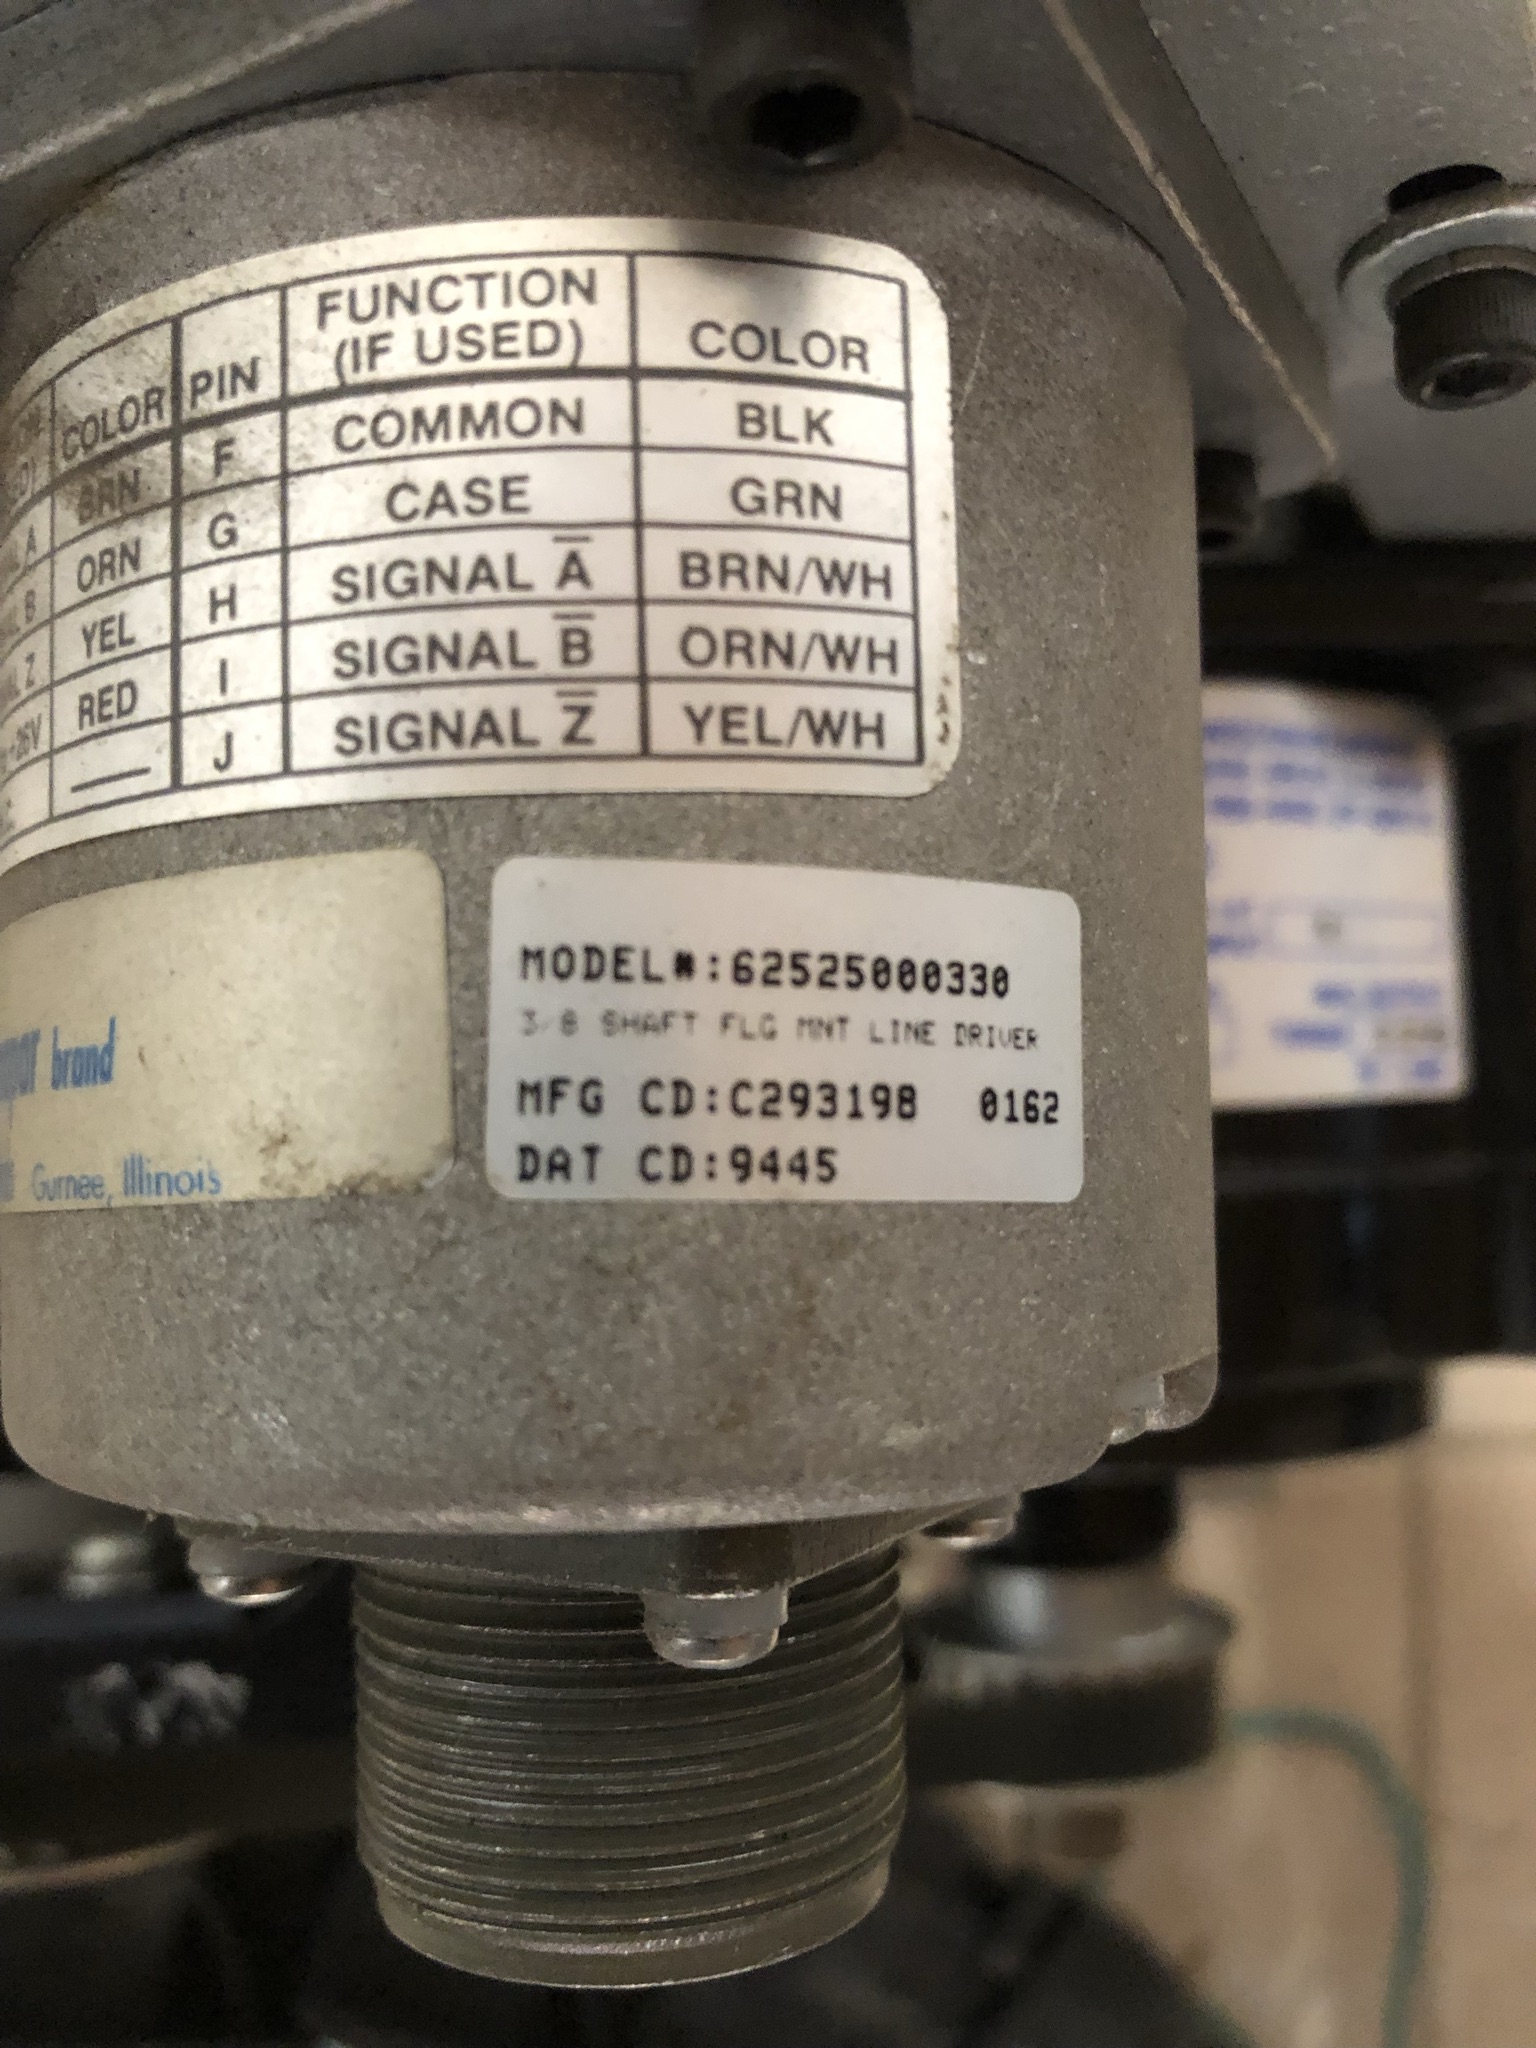 COLOR PIN FUNCTION (IF USED) COLOR
BRN F COMMON BLK
A ORN G CASE GRN
B YEL H SIGNAL A̅ BRN/WH
Z RED I SIGNAL B̅ ORN/WH
26V — J SIGNAL Z̅ YEL/WH
brand
Gurnee, Illinois
MODEL#:62525000330
3/8 SHAFT FLG MNT LINE DRIVER
MFG CD:C293198 0162
DAT CD:9445